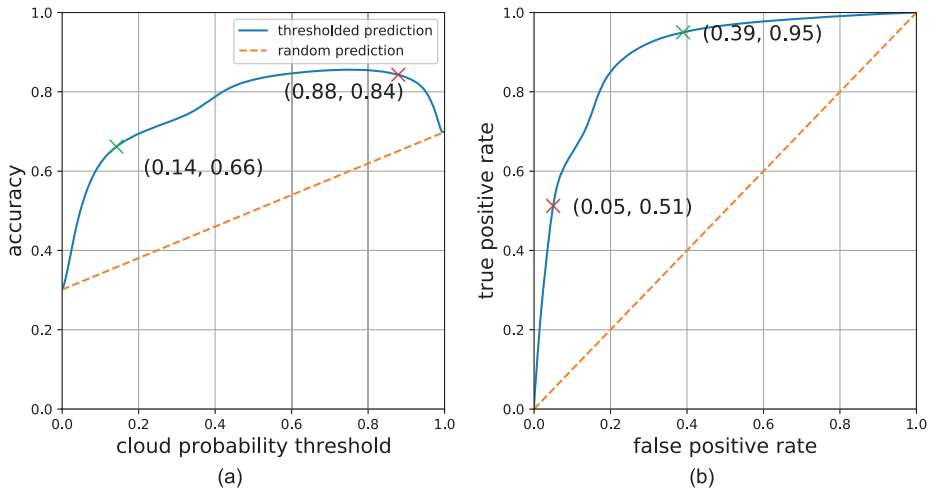 thresholded prediction
random prediction
(0.88, 0.84)
(0.14, 0.66)
accuracy
1.0
0.8
0.6
0.4
0.2
0.0
0.0 0.2 0.4 0.6 0.8 1.0
cloud probability threshold
(a)
(0.39, 0.95)
(0.05, 0.51)
true positive rate
1.0
0.8
0.6
0.4
0.2
0.0
0.0 0.2 0.4 0.6 0.8 1.0
false positive rate
(b)